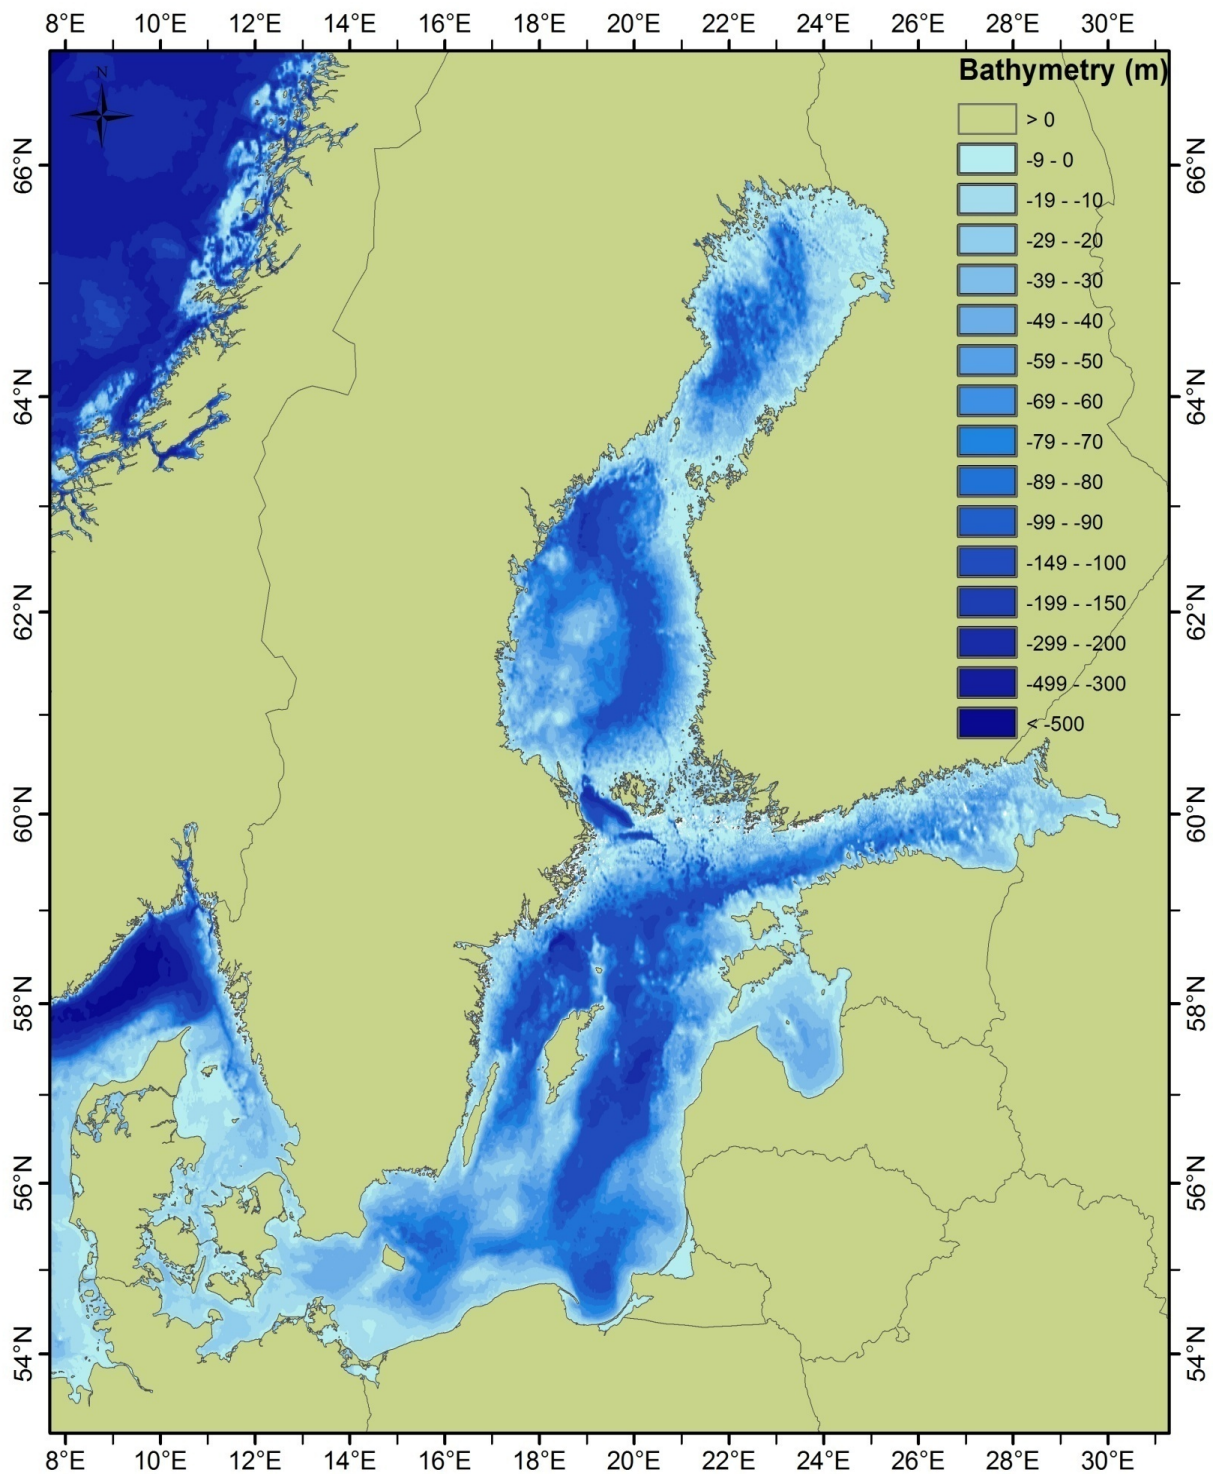 8°E 10°E 12°E 14°E 16°E 18°E 20°E 22°E 24°E 26°E 28°E 30°E
N
Bathymetry (m)
> 0
-9 - 0
-19 - -10
-29 - -20
-39 - -30
-49 - -40
-59 - -50
-69 - -60
-79 - -70
-89 - -80
-99 - -90
-149 - -100
-199 - -150
-299 - -200
-499 - -300
< -500
66°N
64°N
62°N
60°N
58°N
56°N
54°N
66°N
64°N
62°N
60°N
58°N
56°N
54°N
8°E 10°E 12°E 14°E 16°E 18°E 20°E 22°E 24°E 26°E 28°E 30°E